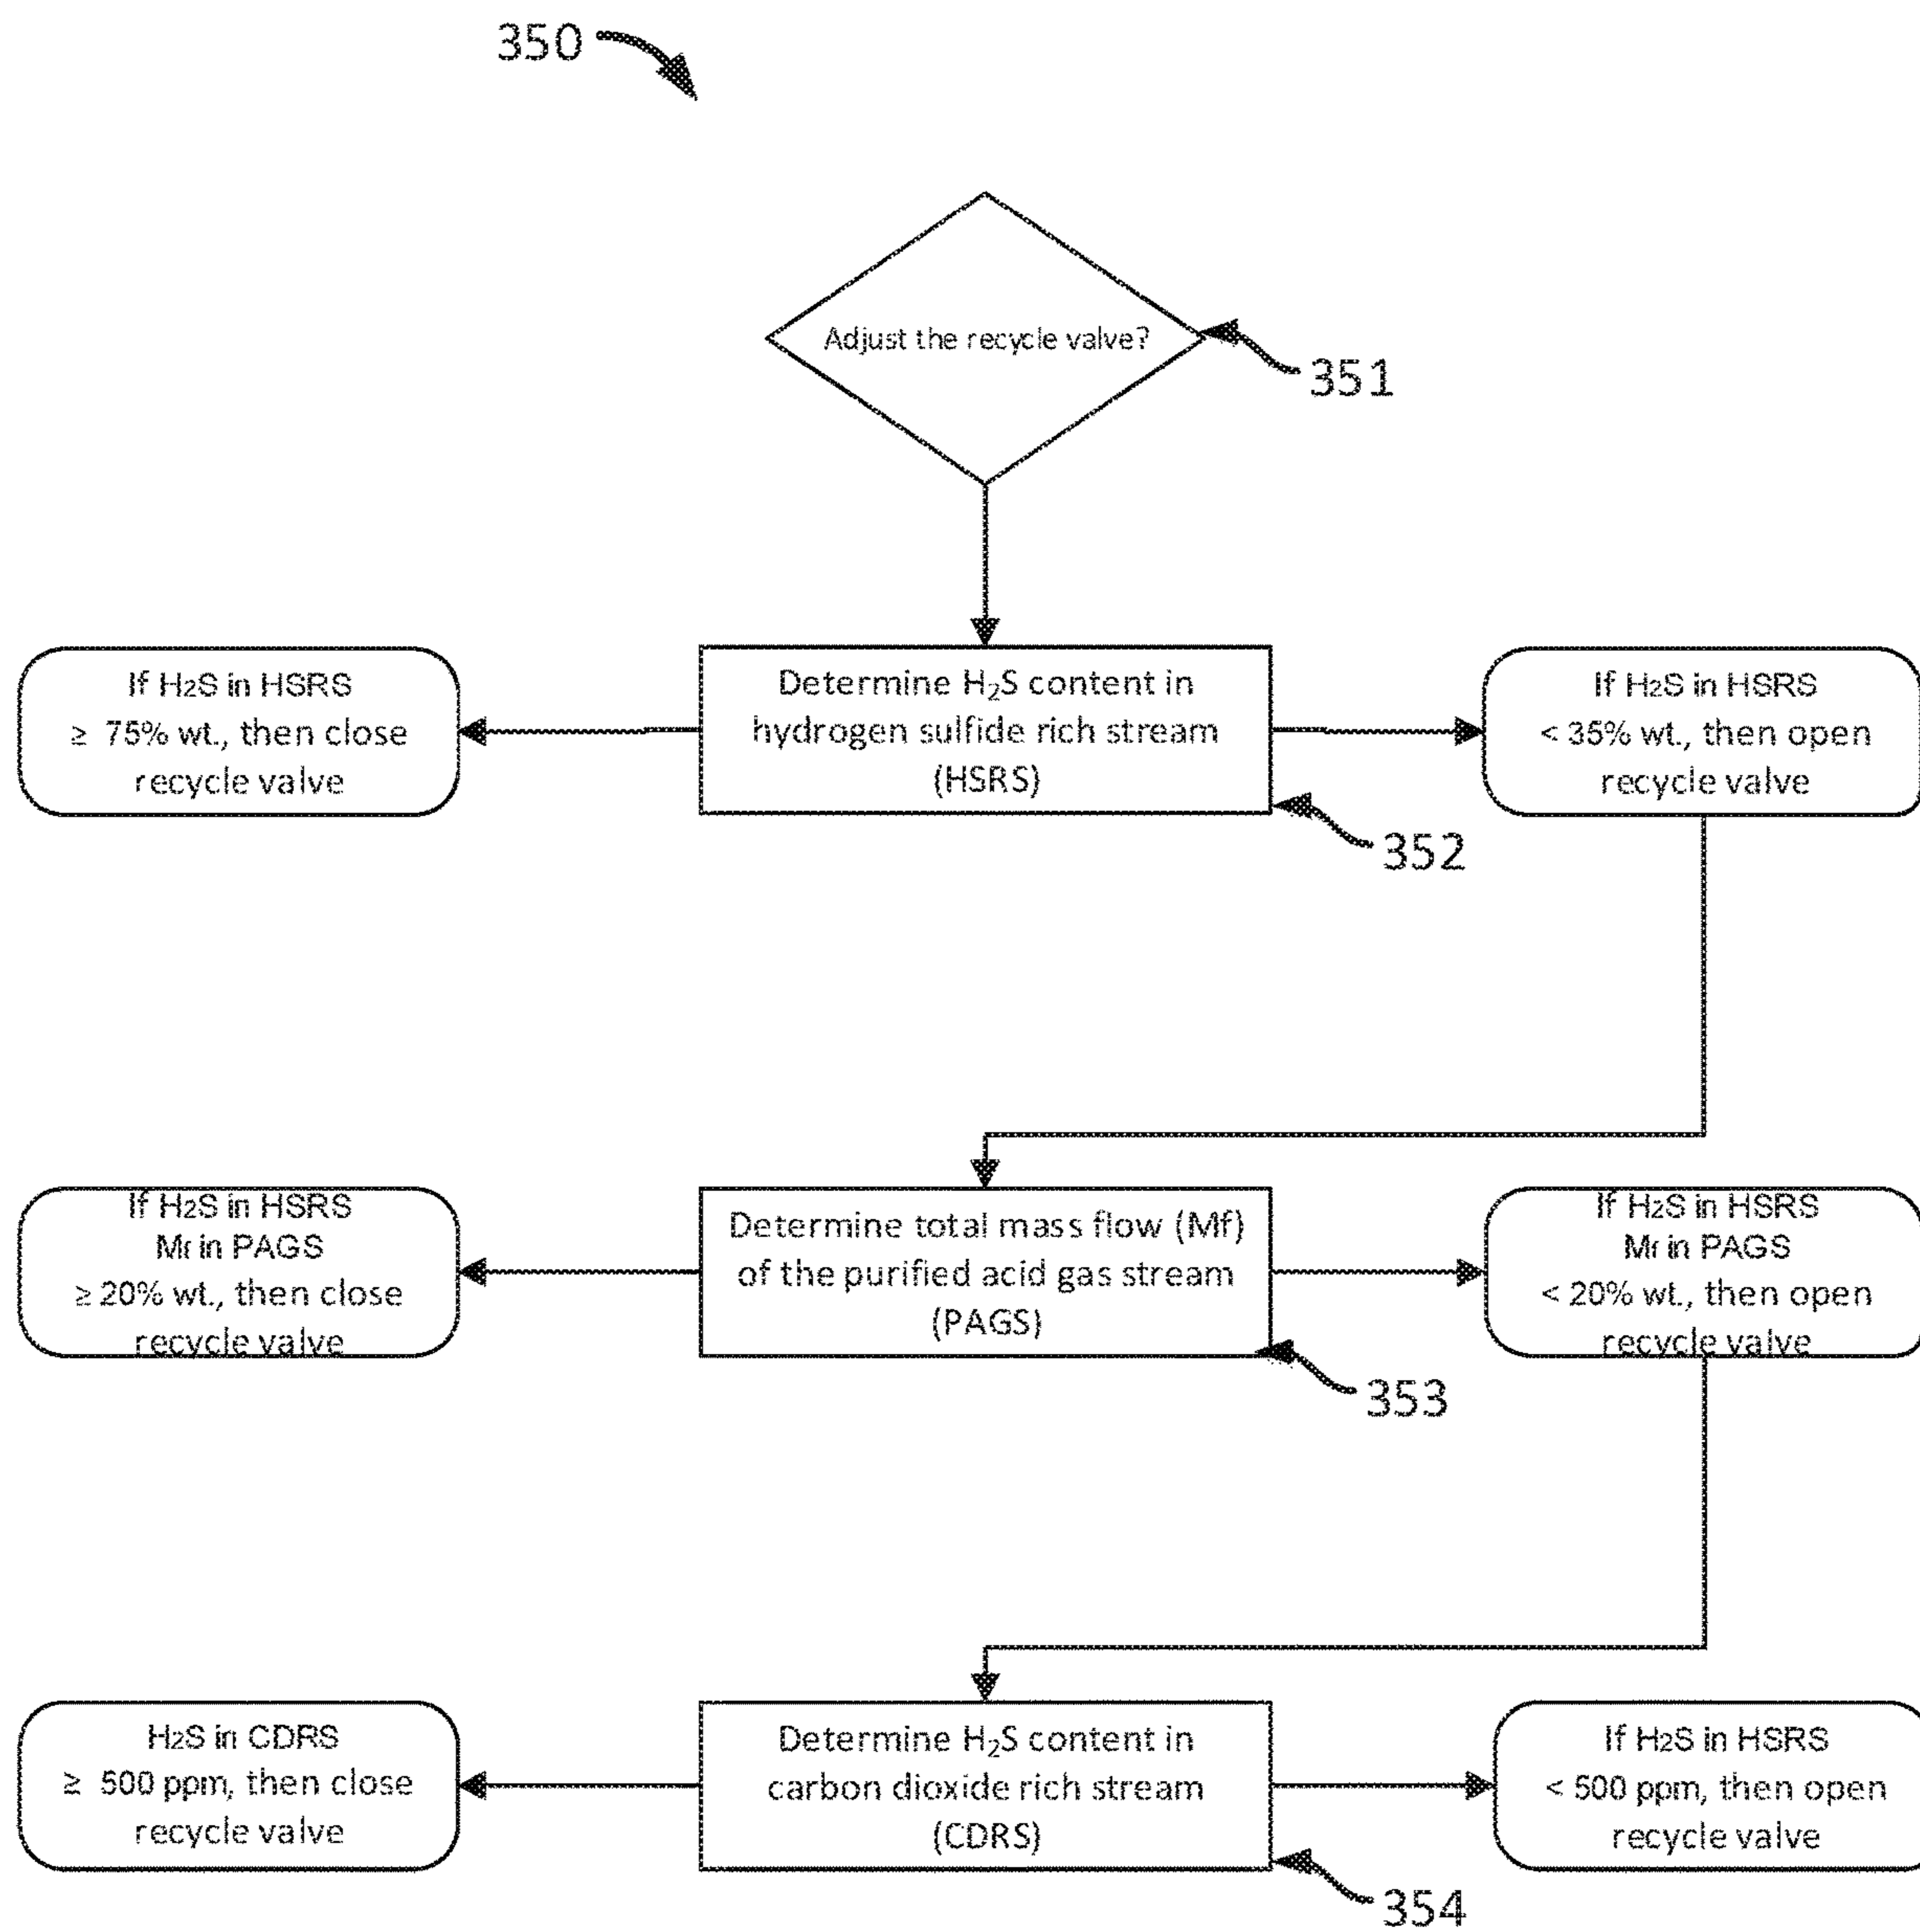 350
Adjust the recycle valve?
351
If H2S in HSRS
≥ 75% wt., then close
recycle valve
Determine H₂S content in
hydrogen sulfide rich stream
(HSRS)
If H2S in HSRS
< 35% wt., then open
recycle valve
352
If H2S in HSRS
Mr in PAGS
≥ 20% wt., then close
recycle valve
Determine total mass flow (Mf)
of the purified acid gas stream
(PAGS)
If H2S in HSRS
Mr in PAGS
< 20% wt., then open
recycle valve
353
H2S in CDRS
≥ 500 ppm, then close
recycle valve
Determine H₂S content in
carbon dioxide rich stream
(CDRS)
If H2S in HSRS
< 500 ppm, then open
recycle valve
354